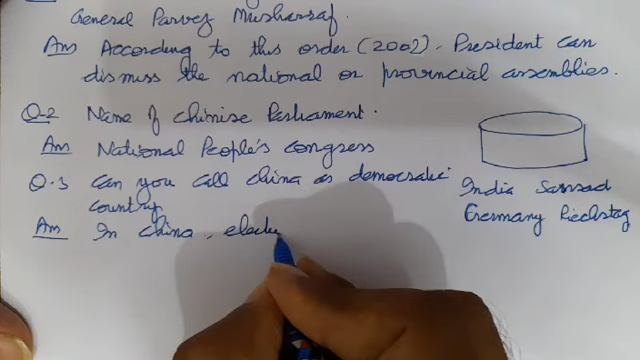 General Parvez Musharraf.
Ans According to this order (2002). President can
dismiss the national or provincial assemblies.
Q-2 Name of Chinise Parliament.
Ans National People's Congress
Q.3 Can you call China as democratic
country
Ans In China, electi
India Sansad
Germany Riechstag